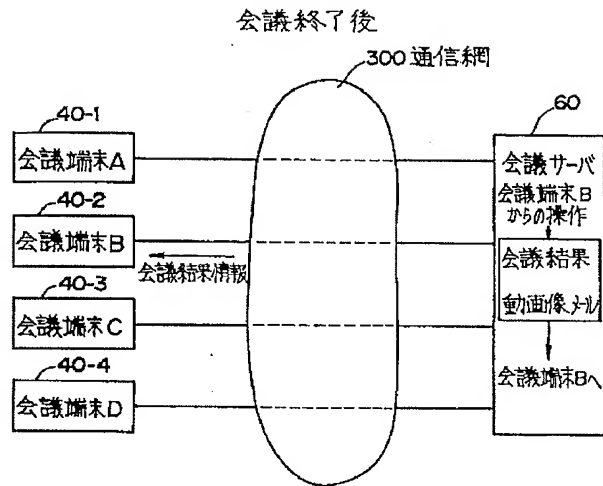 会議終了後
300 通信網
40-1
会議端末A
40-2
会議端末B
会議結果情報
40-3
会議端末C
40-4
会議端末D
60
会議サーバ
会議端末B
からの操作
会議結果
動画像メール
会議端末Bへ